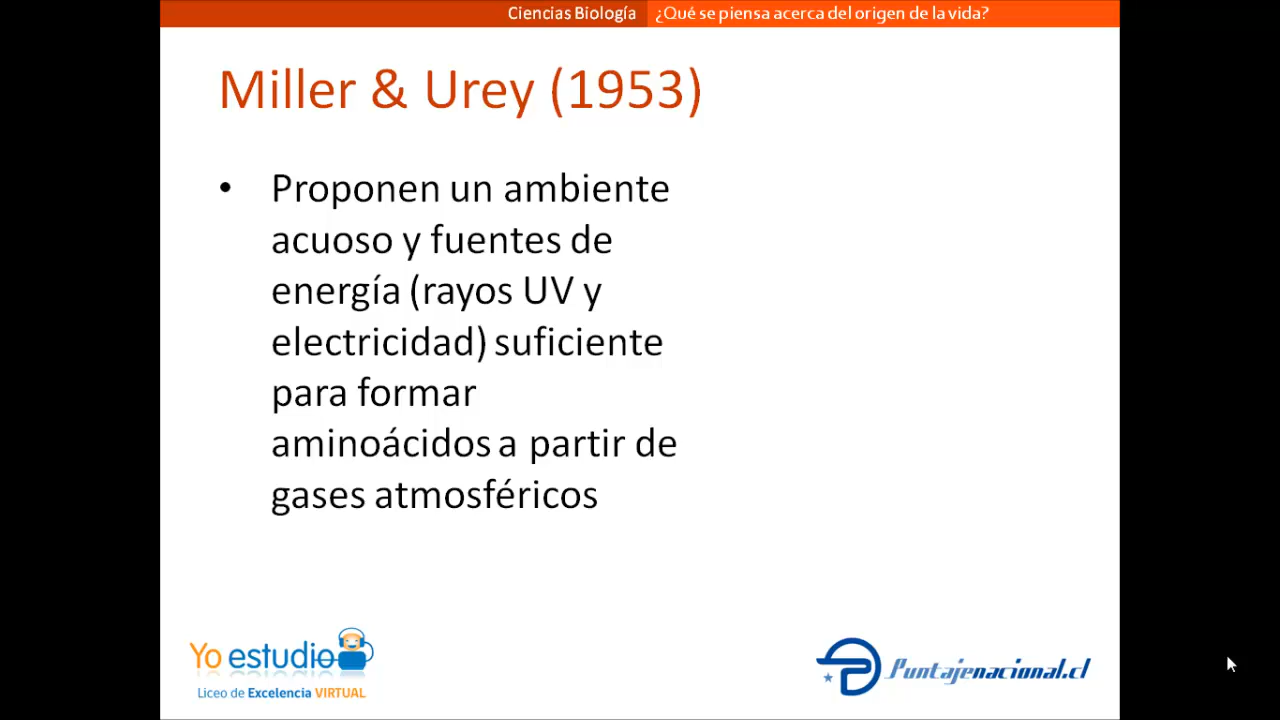 Ciencias Biología ¿Qué se piensa acerca del origen de la vida?
Miller & Urey (1953)
• Proponen un ambiente
acuoso y fuentes de
energía (rayos UV y
electricidad) suficiente
para formar
aminoácidos a partir de
gases atmosféricos
Yo estudio
Liceo de Excelencia VIRTUAL
Puntajenacional.cl